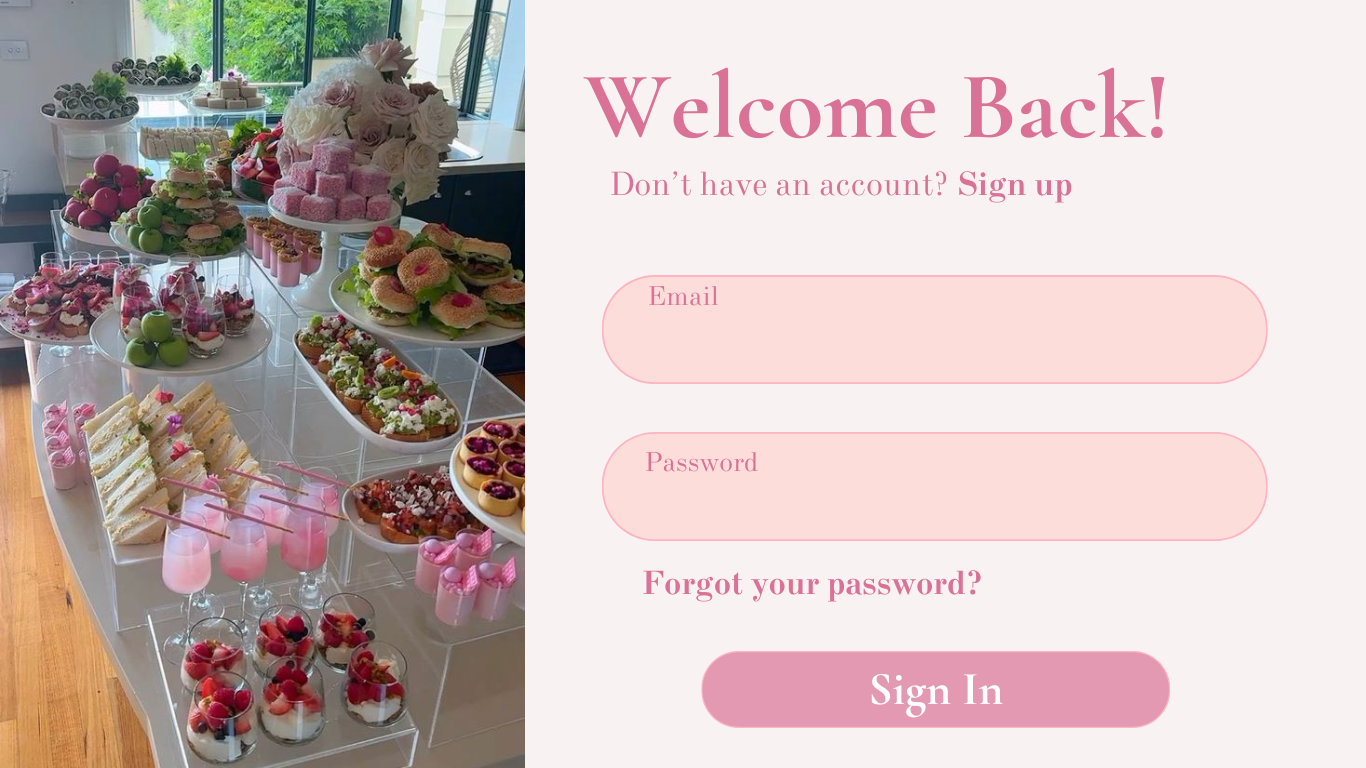 Welcome Back!
Don’t have an account? Sign up
Email
Password
Forgot your password?
Sign In